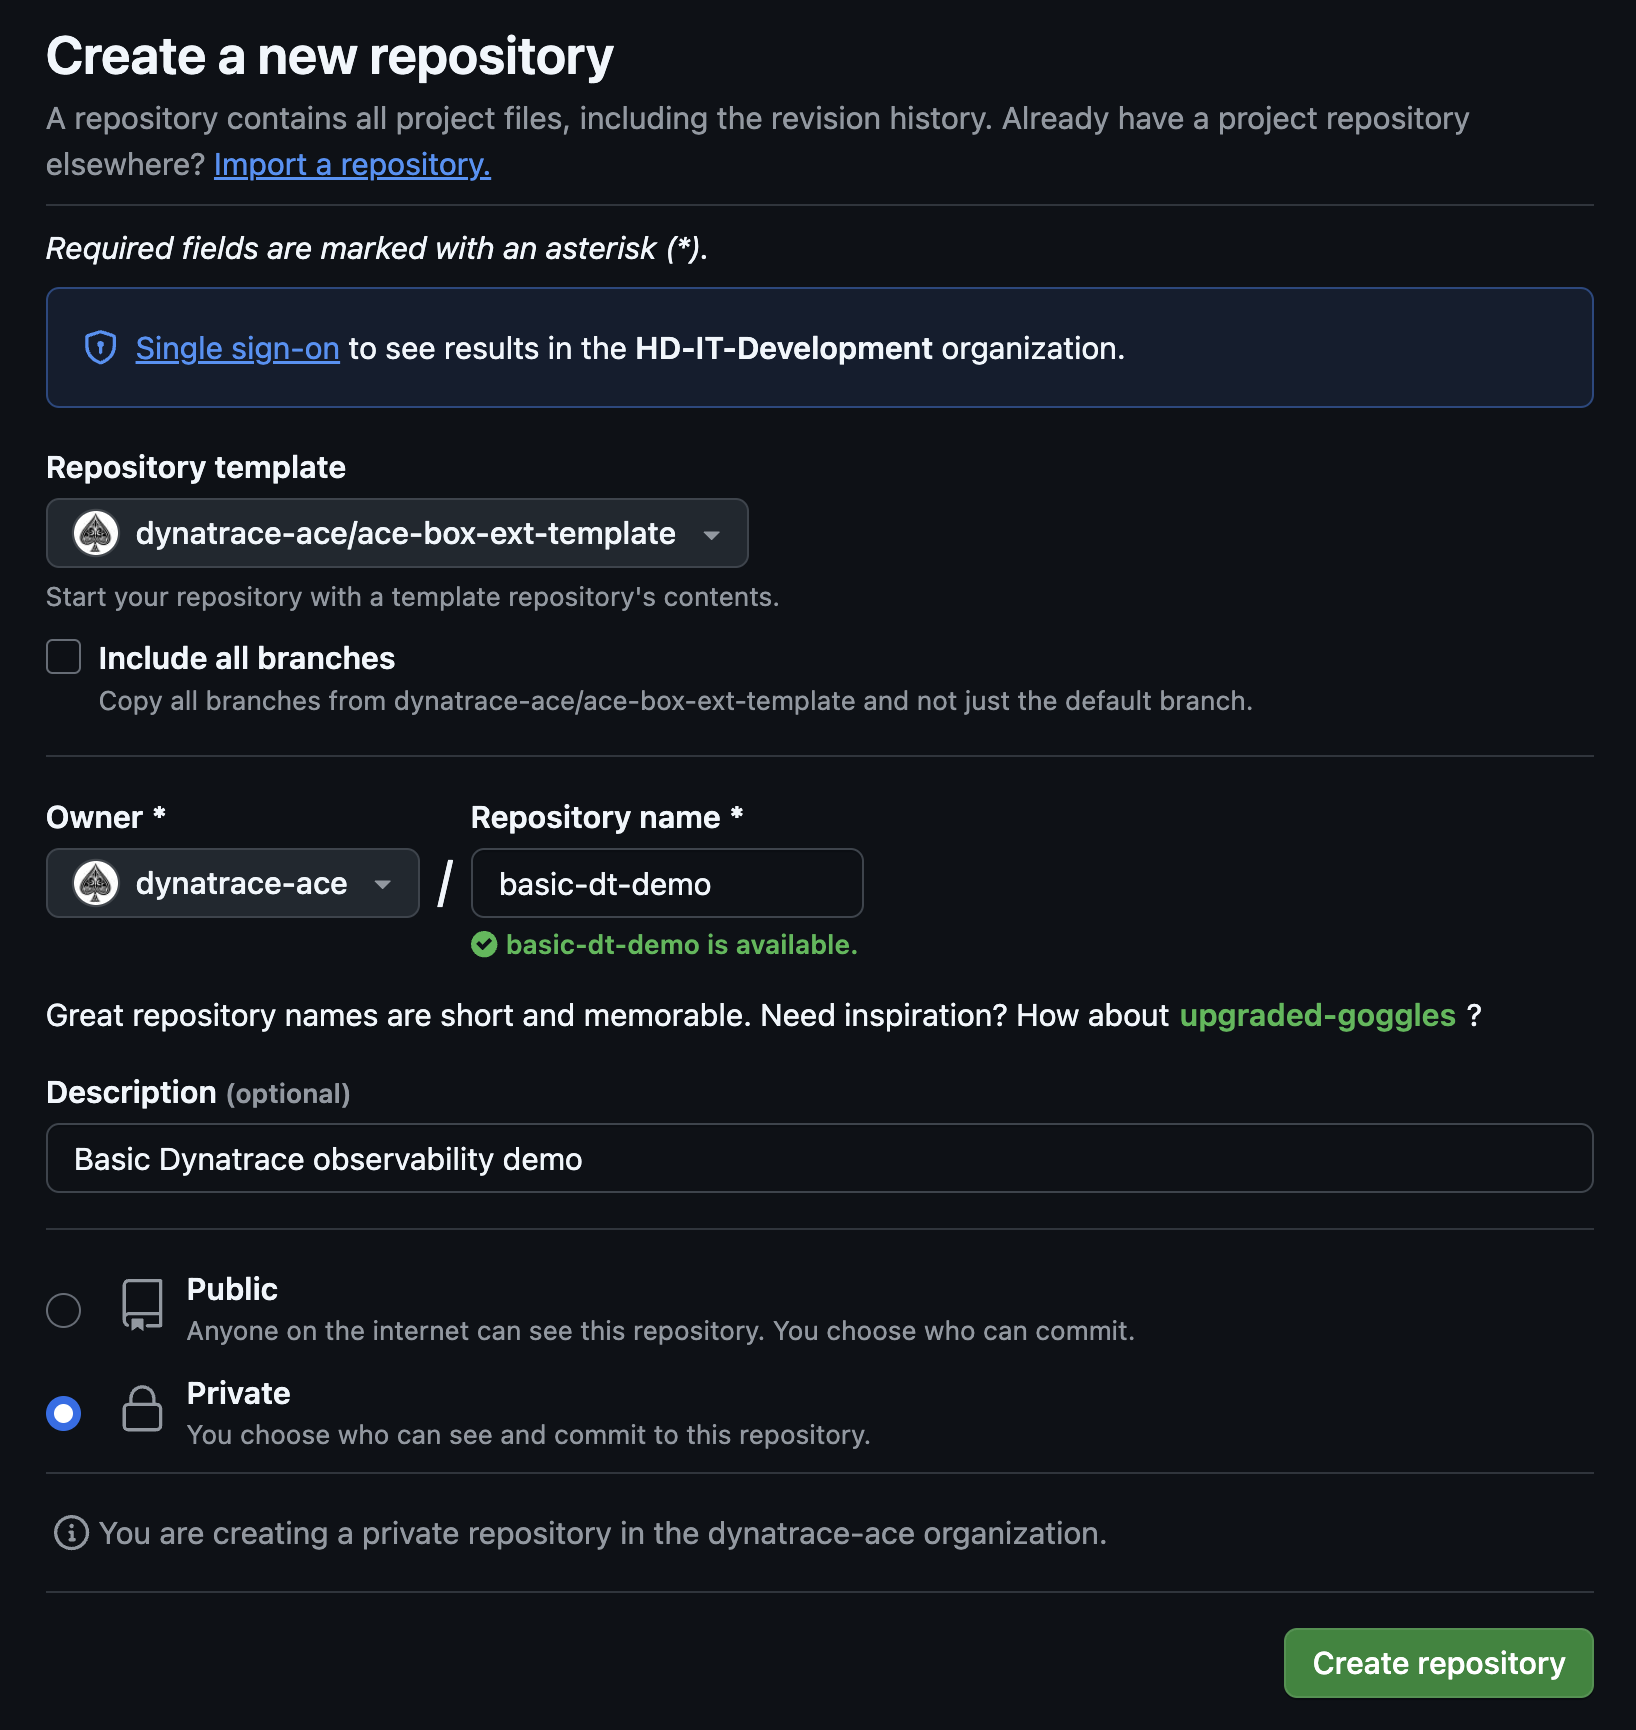 Create a new repository
A repository contains all project files, including the revision history. Already have a project repository
elsewhere? Import a repository.
Required fields are marked with an asterisk (*).
Single sign-on to see results in the HD-IT-Development organization.
Repository template
dynatrace-ace/ace-box-ext-template
Start your repository with a template repository's contents.
Include all branches
Copy all branches from dynatrace-ace/ace-box-ext-template and not just the default branch.
Owner * Repository name *
dynatrace-ace / basic-dt-demo
basic-dt-demo is available.
Great repository names are short and memorable. Need inspiration? How about upgraded-goggles ?
Description (optional)
Basic Dynatrace observability demo
Public
Anyone on the internet can see this repository. You choose who can commit.
Private
You choose who can see and commit to this repository.
You are creating a private repository in the dynatrace-ace organization.
Create repository